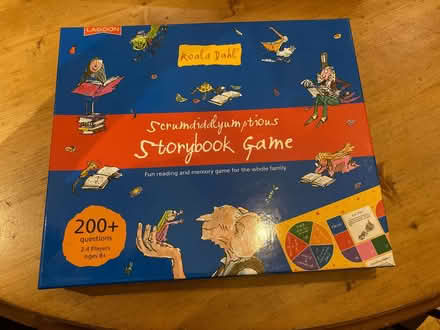 LAGOON
Roald Dahl
Scrumdiddlyumptious
Storybook Game
Fun reading and memory game for the whole family
200+
questions
2-4 Players
ages 8+